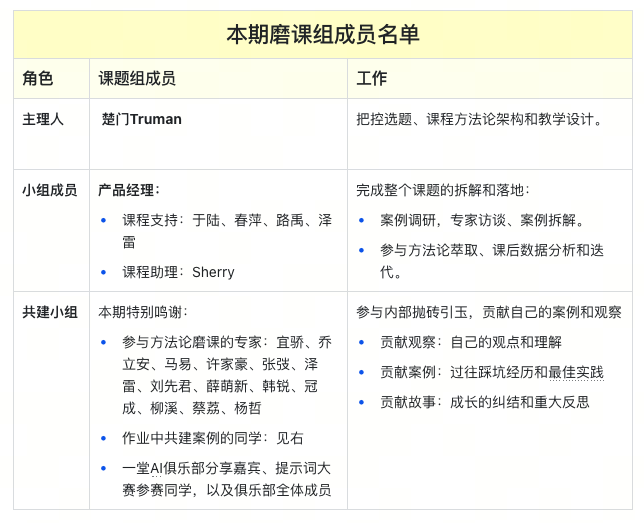 本期磨课组成员名单
角色
课题组成员
工作
主理人
楚门Truman
把控选题、课程方法论架构和教学设计。
小组成员
产品经理：
• 课程支持：于陆、春萍、路禹、泽
雷
• 课程助理：Sherry
完成整个课题的拆解和落地：
• 案例调研，专家访谈、案例拆解。
• 参与方法论萃取、课后数据分析和迭
代。
共建小组
本期特别鸣谢：
• 参与方法论磨课的专家：宜骄、乔
立安、马易、许家豪、张弢、泽
雷、刘先君、薛萌新、韩锐、冠
成、柳溪、蔡荔、杨哲
• 作业中共建案例的同学：见右
• 一堂AI俱乐部分享嘉宾、提示词大
赛参赛同学，以及俱乐部全体成员
参与内部抛砖引玉，贡献自己的案例和观察
• 贡献观察：自己的观点和理解
• 贡献案例：过往踩坑经历和最佳实践
• 贡献故事：成长的纠结和重大反思